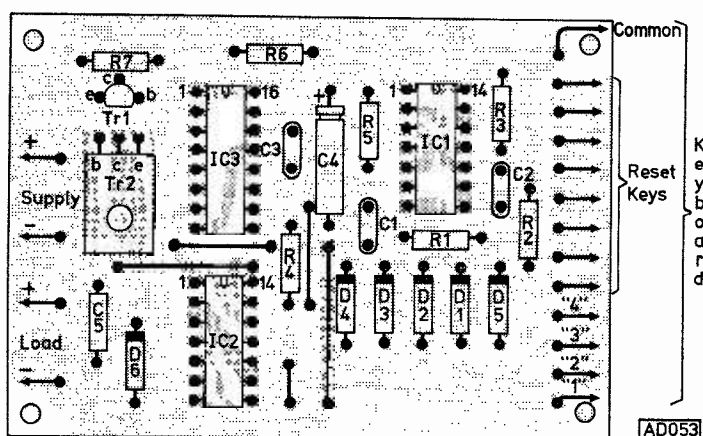 Common
R7
R6
c
e
b
Tr1
1
16
IC3
C3
+
C4
R5
1
14
IC1
R3
C2
R2
Reset
Keys
Keyboard
+
Supply
-
b
c
e
Tr2
C1
R1
R4
1
14
IC2
D4
D3
D2
D1
D5
+
Load
-
C5
D6
"4"
"3"
"2"
"1"
AD053